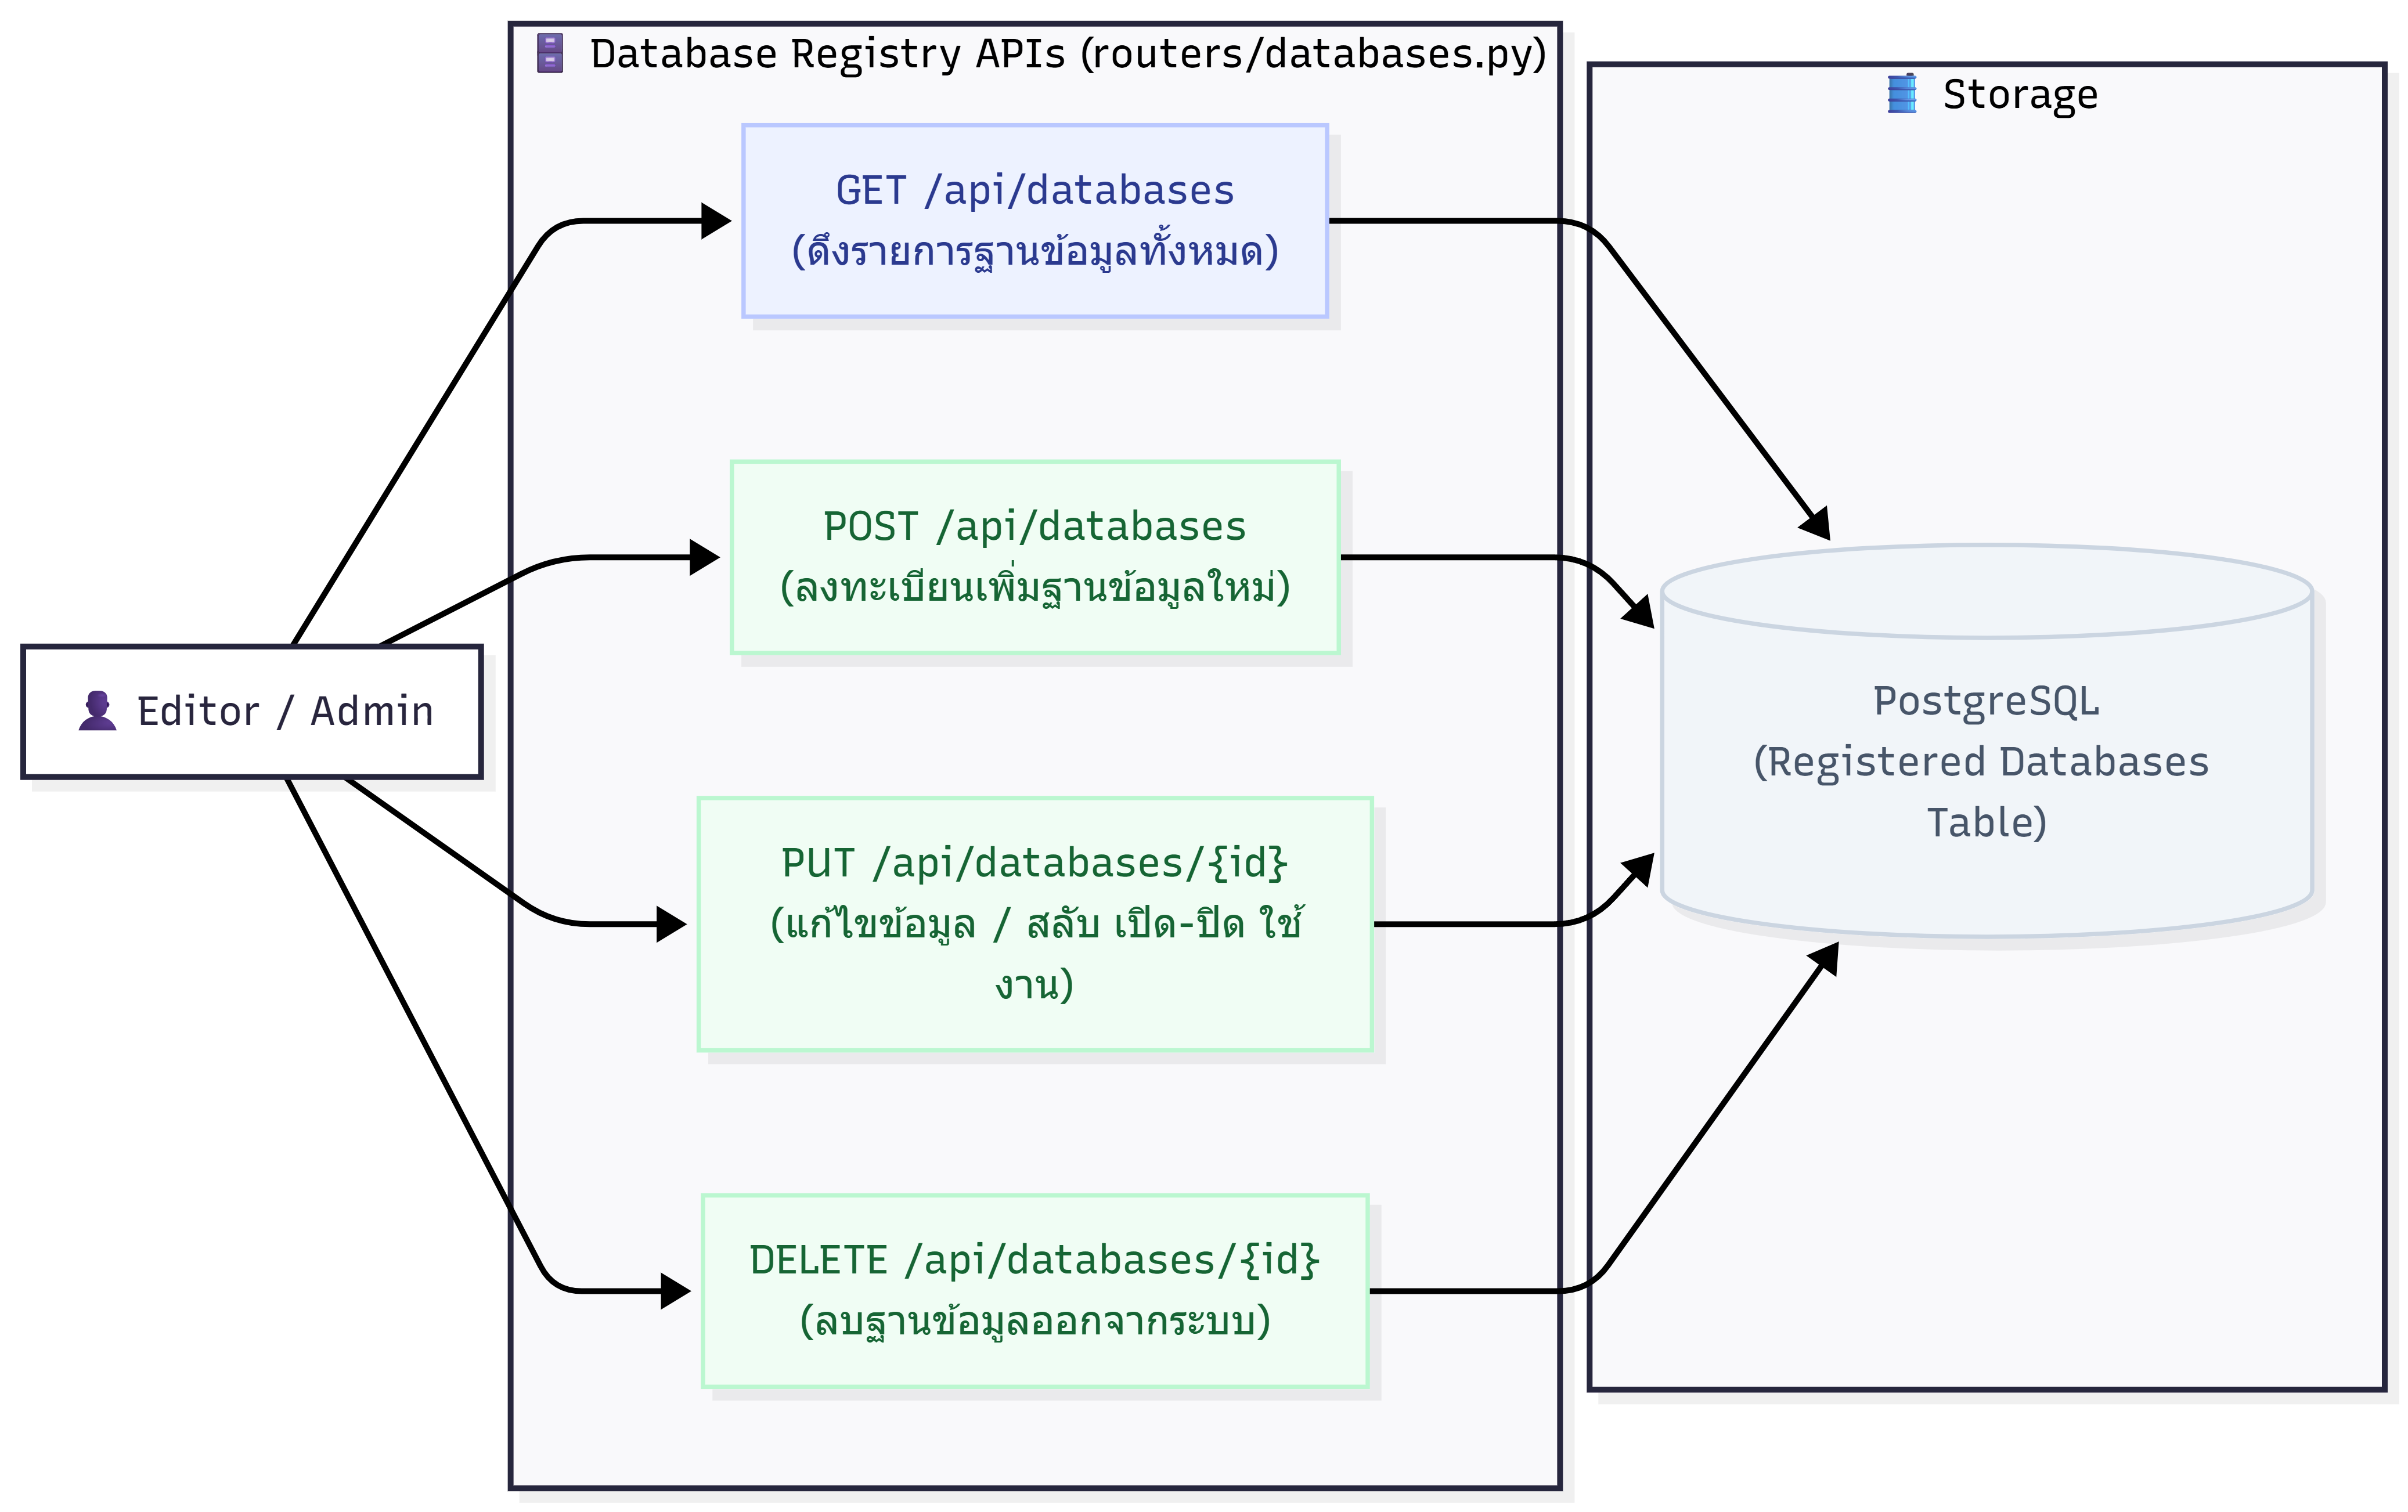 Database Registry APIs (routers/databases.py)
Storage
GET /api/databases
(ดึงรายการฐานข้อมูลทั้งหมด)
POST /api/databases
(ลงทะเบียนเพิ่มฐานข้อมูลใหม่)
Editor / Admin
PostgreSQL
(Registered Databases
Table)
PUT /api/databases/{id}
(แก้ไขข้อมูล / สลับ เปิด-ปิด ใช้
งาน)
DELETE /api/databases/{id}
(ลบฐานข้อมูลออกจากระบบ)